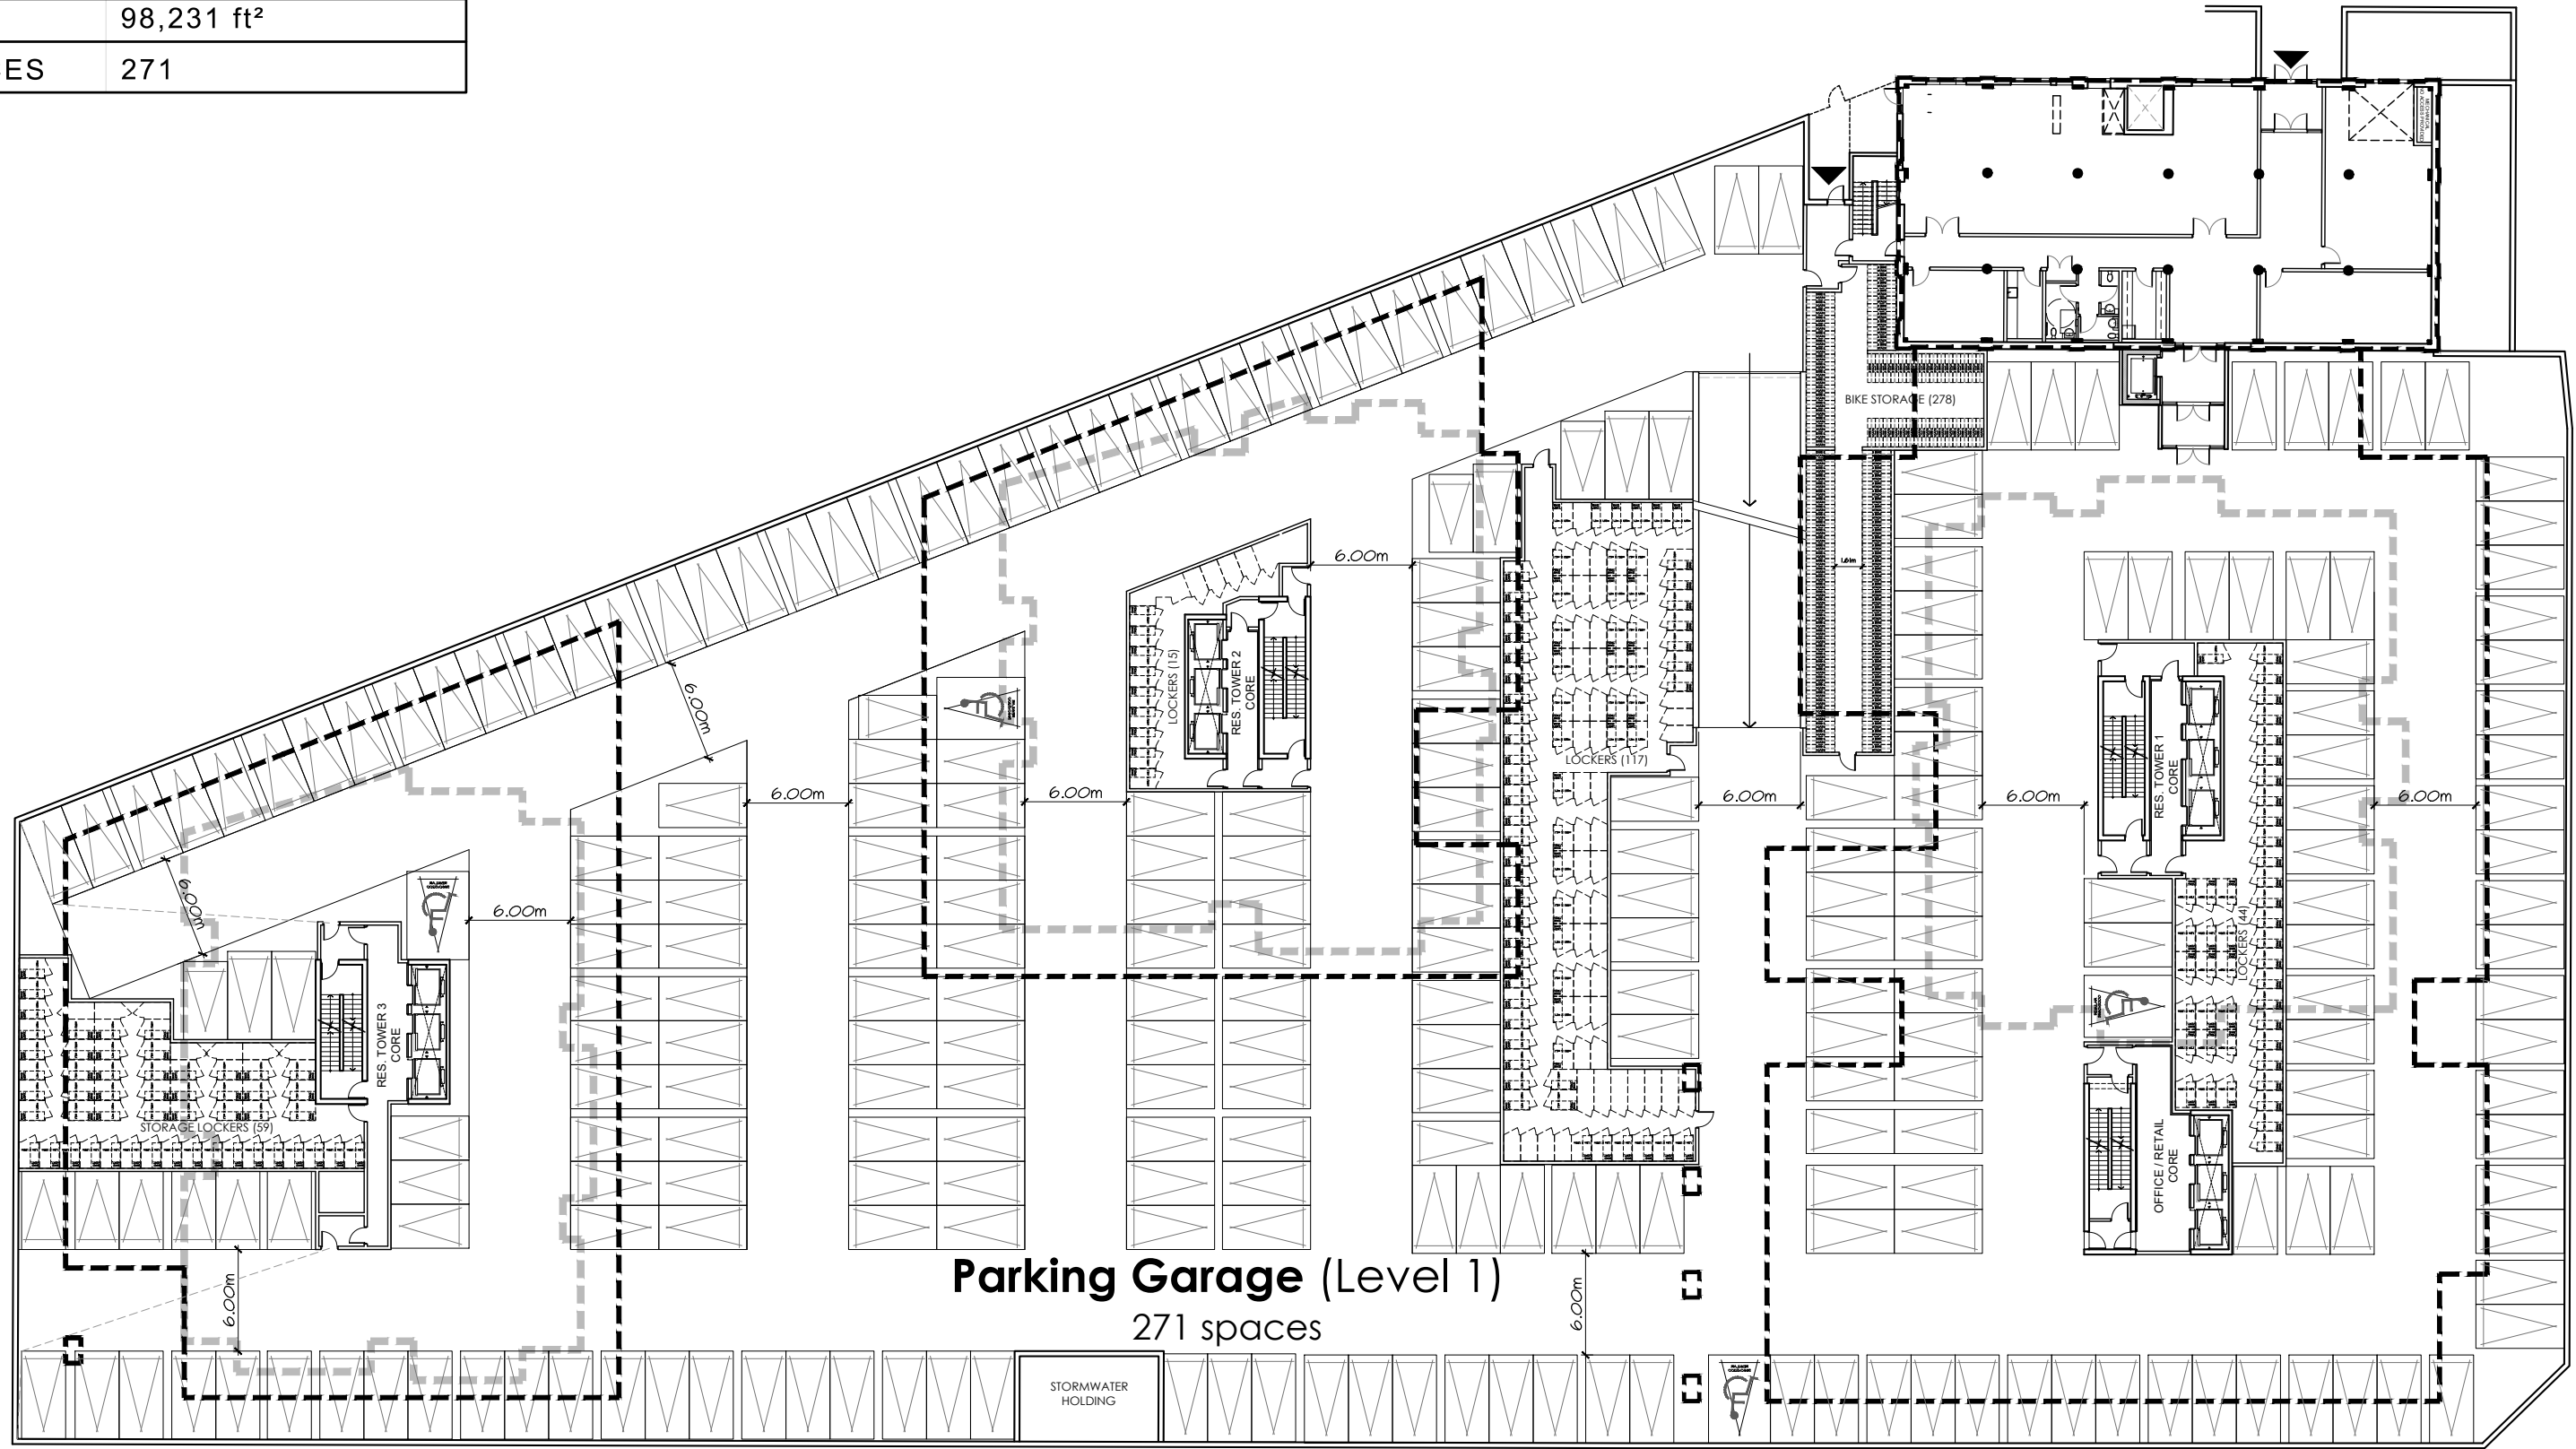 98,231 ft²
ES 271
BIKE STORAGE (278)
6.00m
LOCKERS (15)
RES. TOWER 2
CORE
6.00m
LOCKERS (117)
RES. TOWER 1
CORE
6.00m
6.00m
6.00m
6.00m
6.00m
6.00m
6.00m
6.00m
LOCKERS (44)
RES. TOWER 3
CORE
STORAGE LOCKERS (59)
OFFICE / RETAIL
CORE
6.00m
6.00m
Parking Garage (Level 1)
271 spaces
STORMWATER
HOLDING